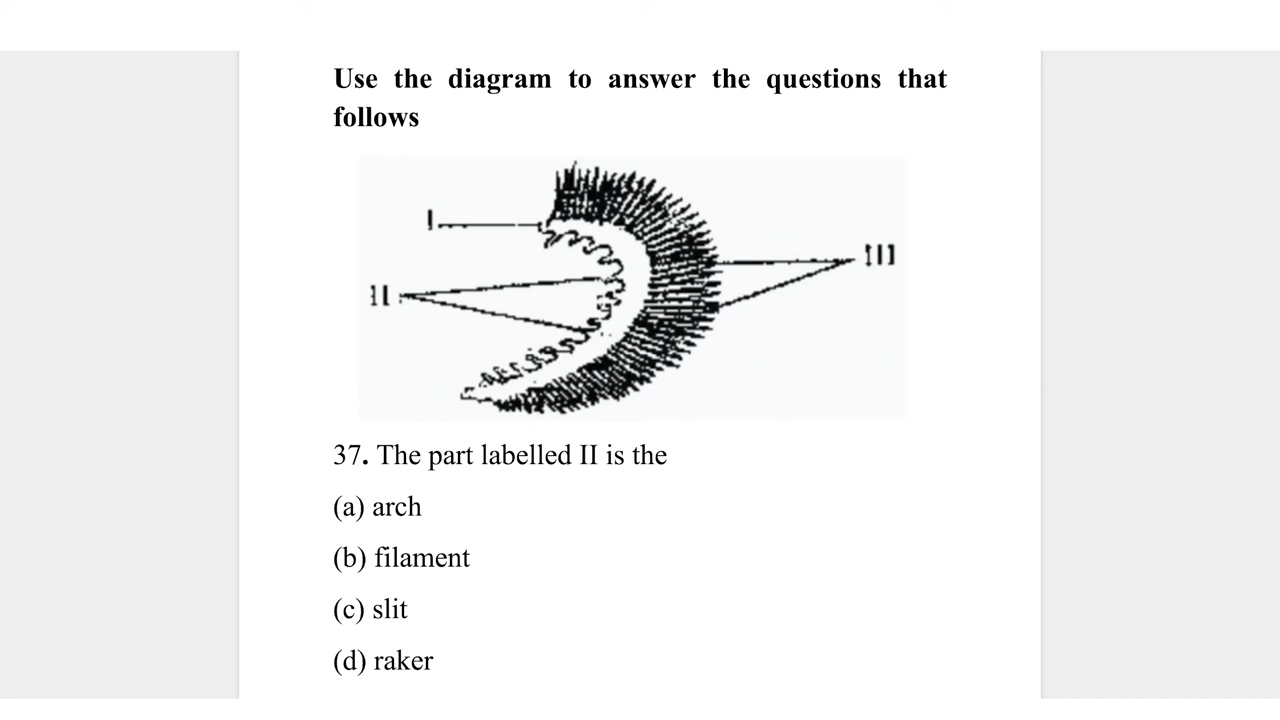 Use the diagram to answer the questions that
follows
I
II
III
37. The part labelled II is the
(a) arch
(b) filament
(c) slit
(d) raker